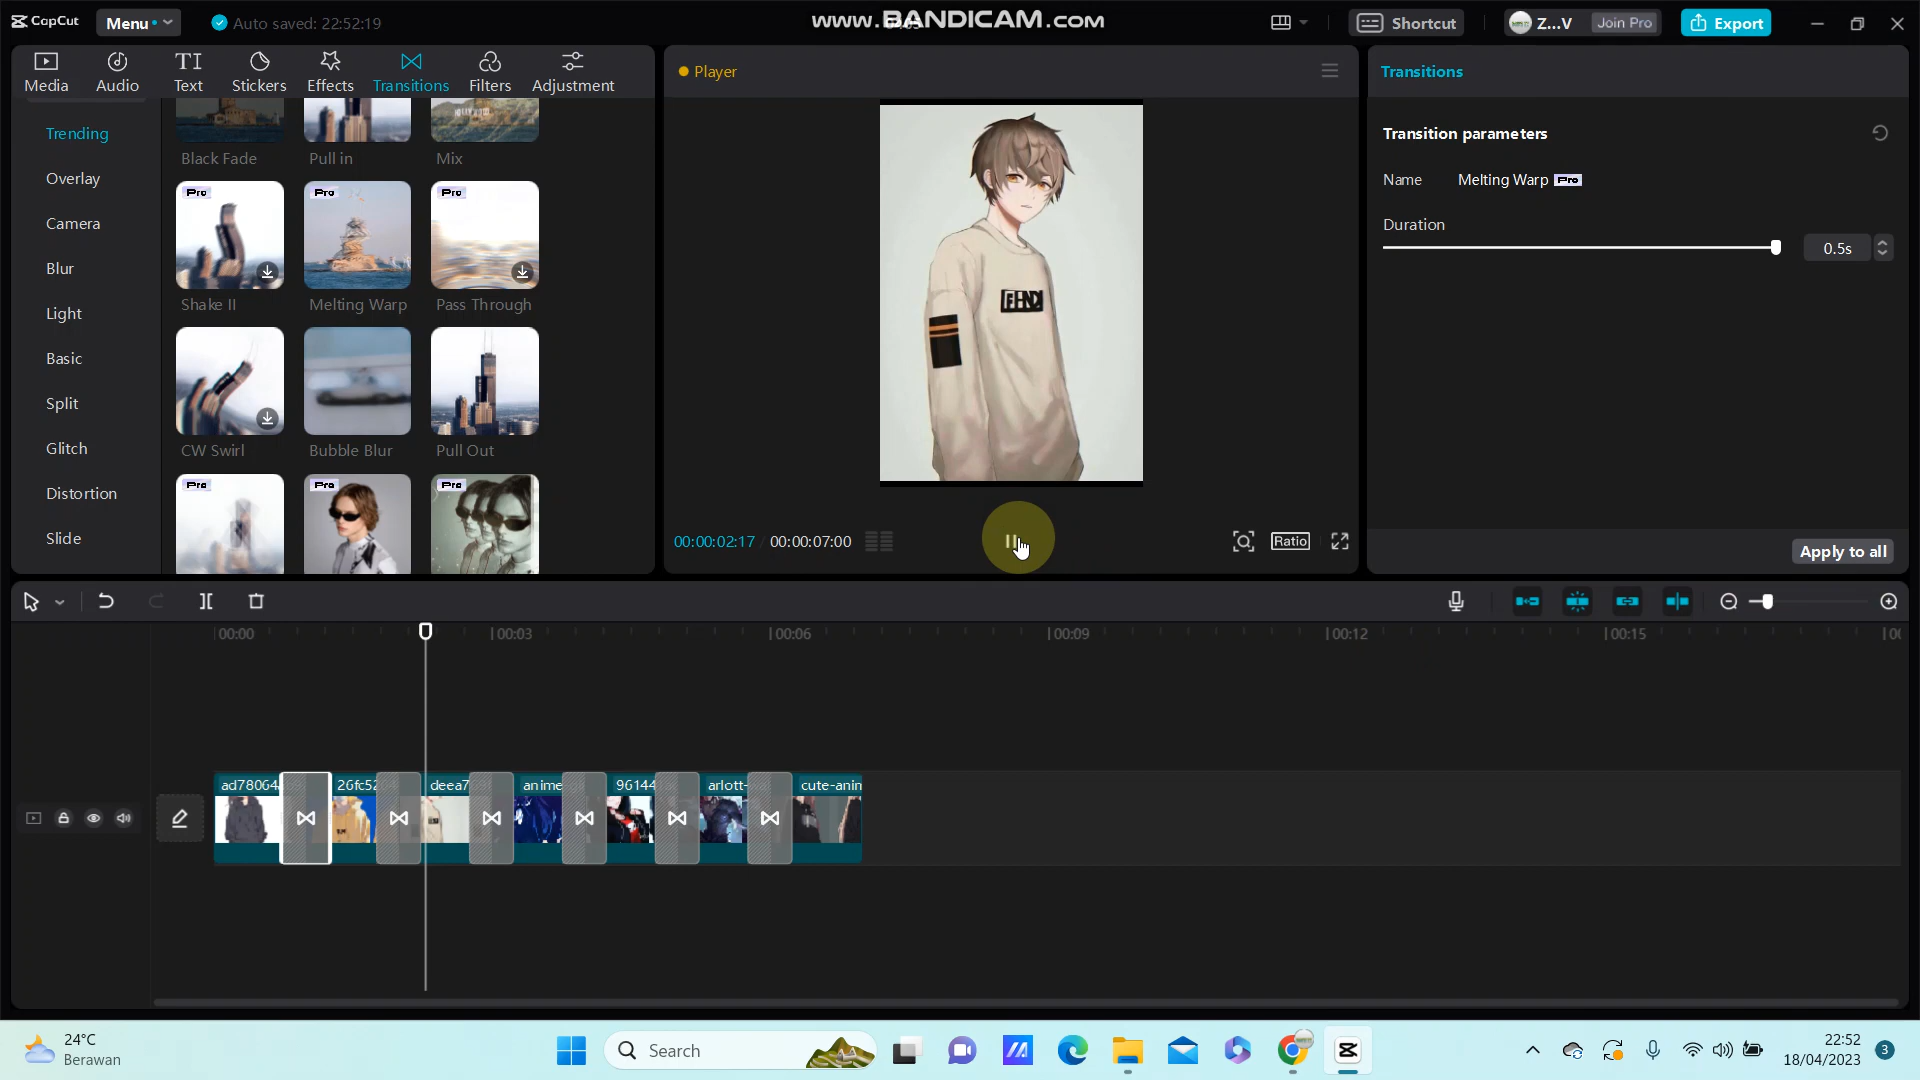 CapCut
Menu
Auto saved: 22:52:19
www.BANDICAM.com
Shortcut
Z...V
Join Pro
Export
Media
Audio
Text
Stickers
Effects
Transitions
Filters
Adjustment
Player
Transitions
Trending
Overlay
Camera
Blur
Light
Basic
Split
Glitch
Distortion
Slide
Black Fade
Pull in
Mix
Pro
Pro
Pro
Shake II
Melting Warp
Pass Through
CW Swirl
Bubble Blur
Pull Out
Pro
Pro
Pro
FENDI
00:00:02:17 / 00:00:07:00
Ratio
Transition parameters
Name
Melting Warp Pro
Duration
0.5s
Apply to all
00:00
00:03
00:06
00:09
00:12
00:15
ad78064
26fc52
deea7
anime
96144
arlott-
cute-anin
24°C
Berawan
Search
22:52
18/04/2023
3